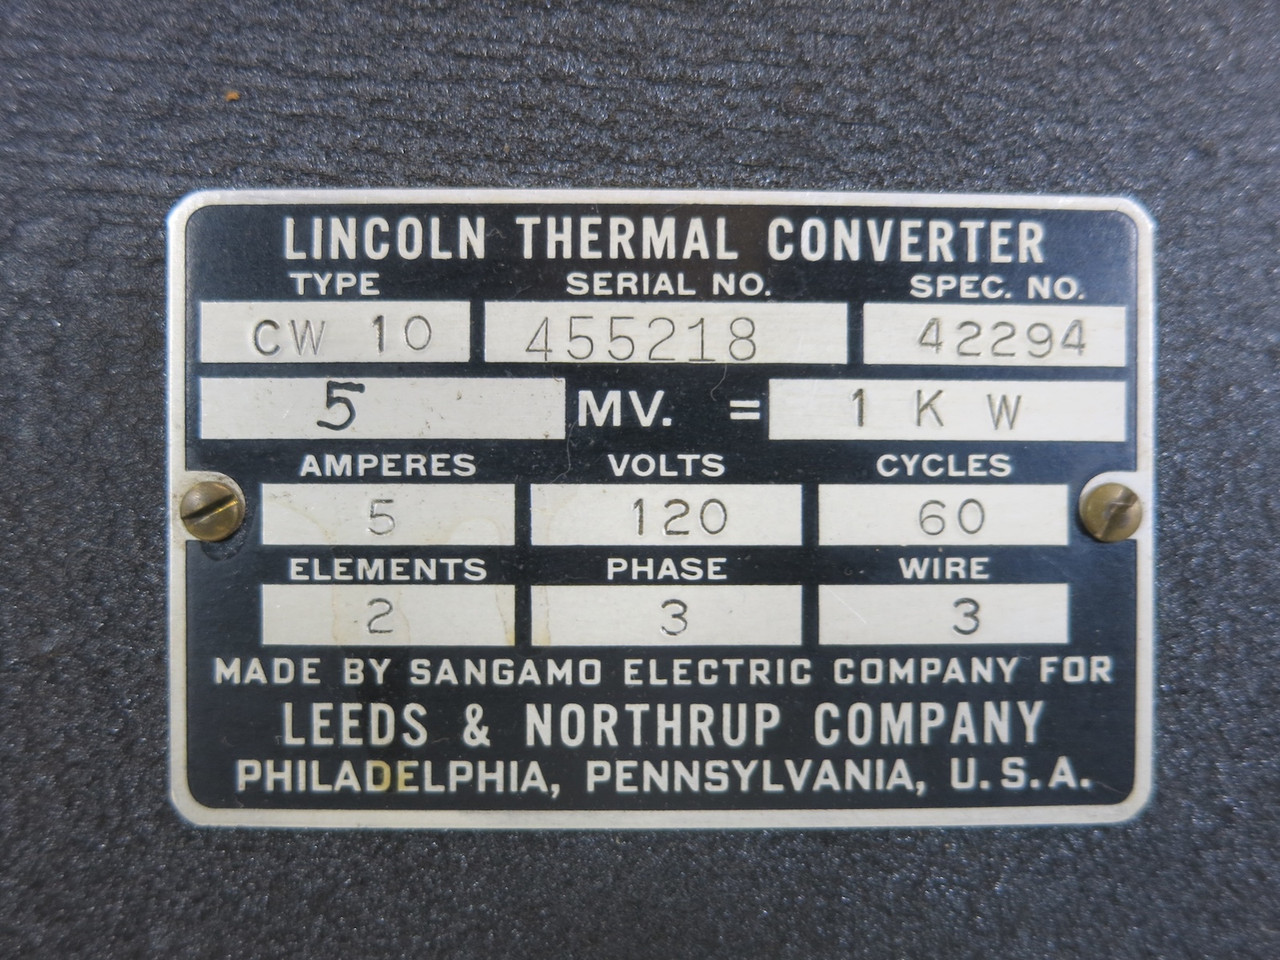 LINCOLN THERMAL CONVERTER
TYPE SERIAL NO. SPEC. NO.
CW 10 455218 42294
5 MV. = 1 KW
AMPERES VOLTS CYCLES
5 120 60
ELEMENTS PHASE WIRE
2 3 3
MADE BY SANGAMO ELECTRIC COMPANY FOR
LEEDS & NORTHRUP COMPANY
PHILADELPHIA, PENNSYLVANIA, U.S.A.